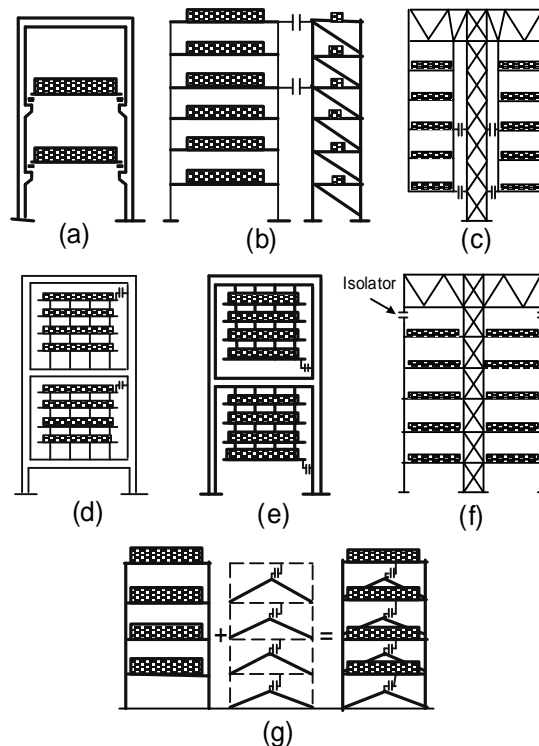 (a)
(b)
(c)
Isolator
(d)
(e)
(f)
+
=
(g)